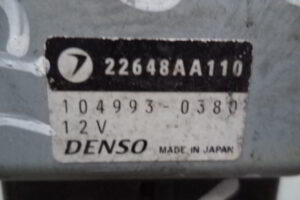 22648AA110
104993-0380
12V
DENSO MADE IN JAPAN